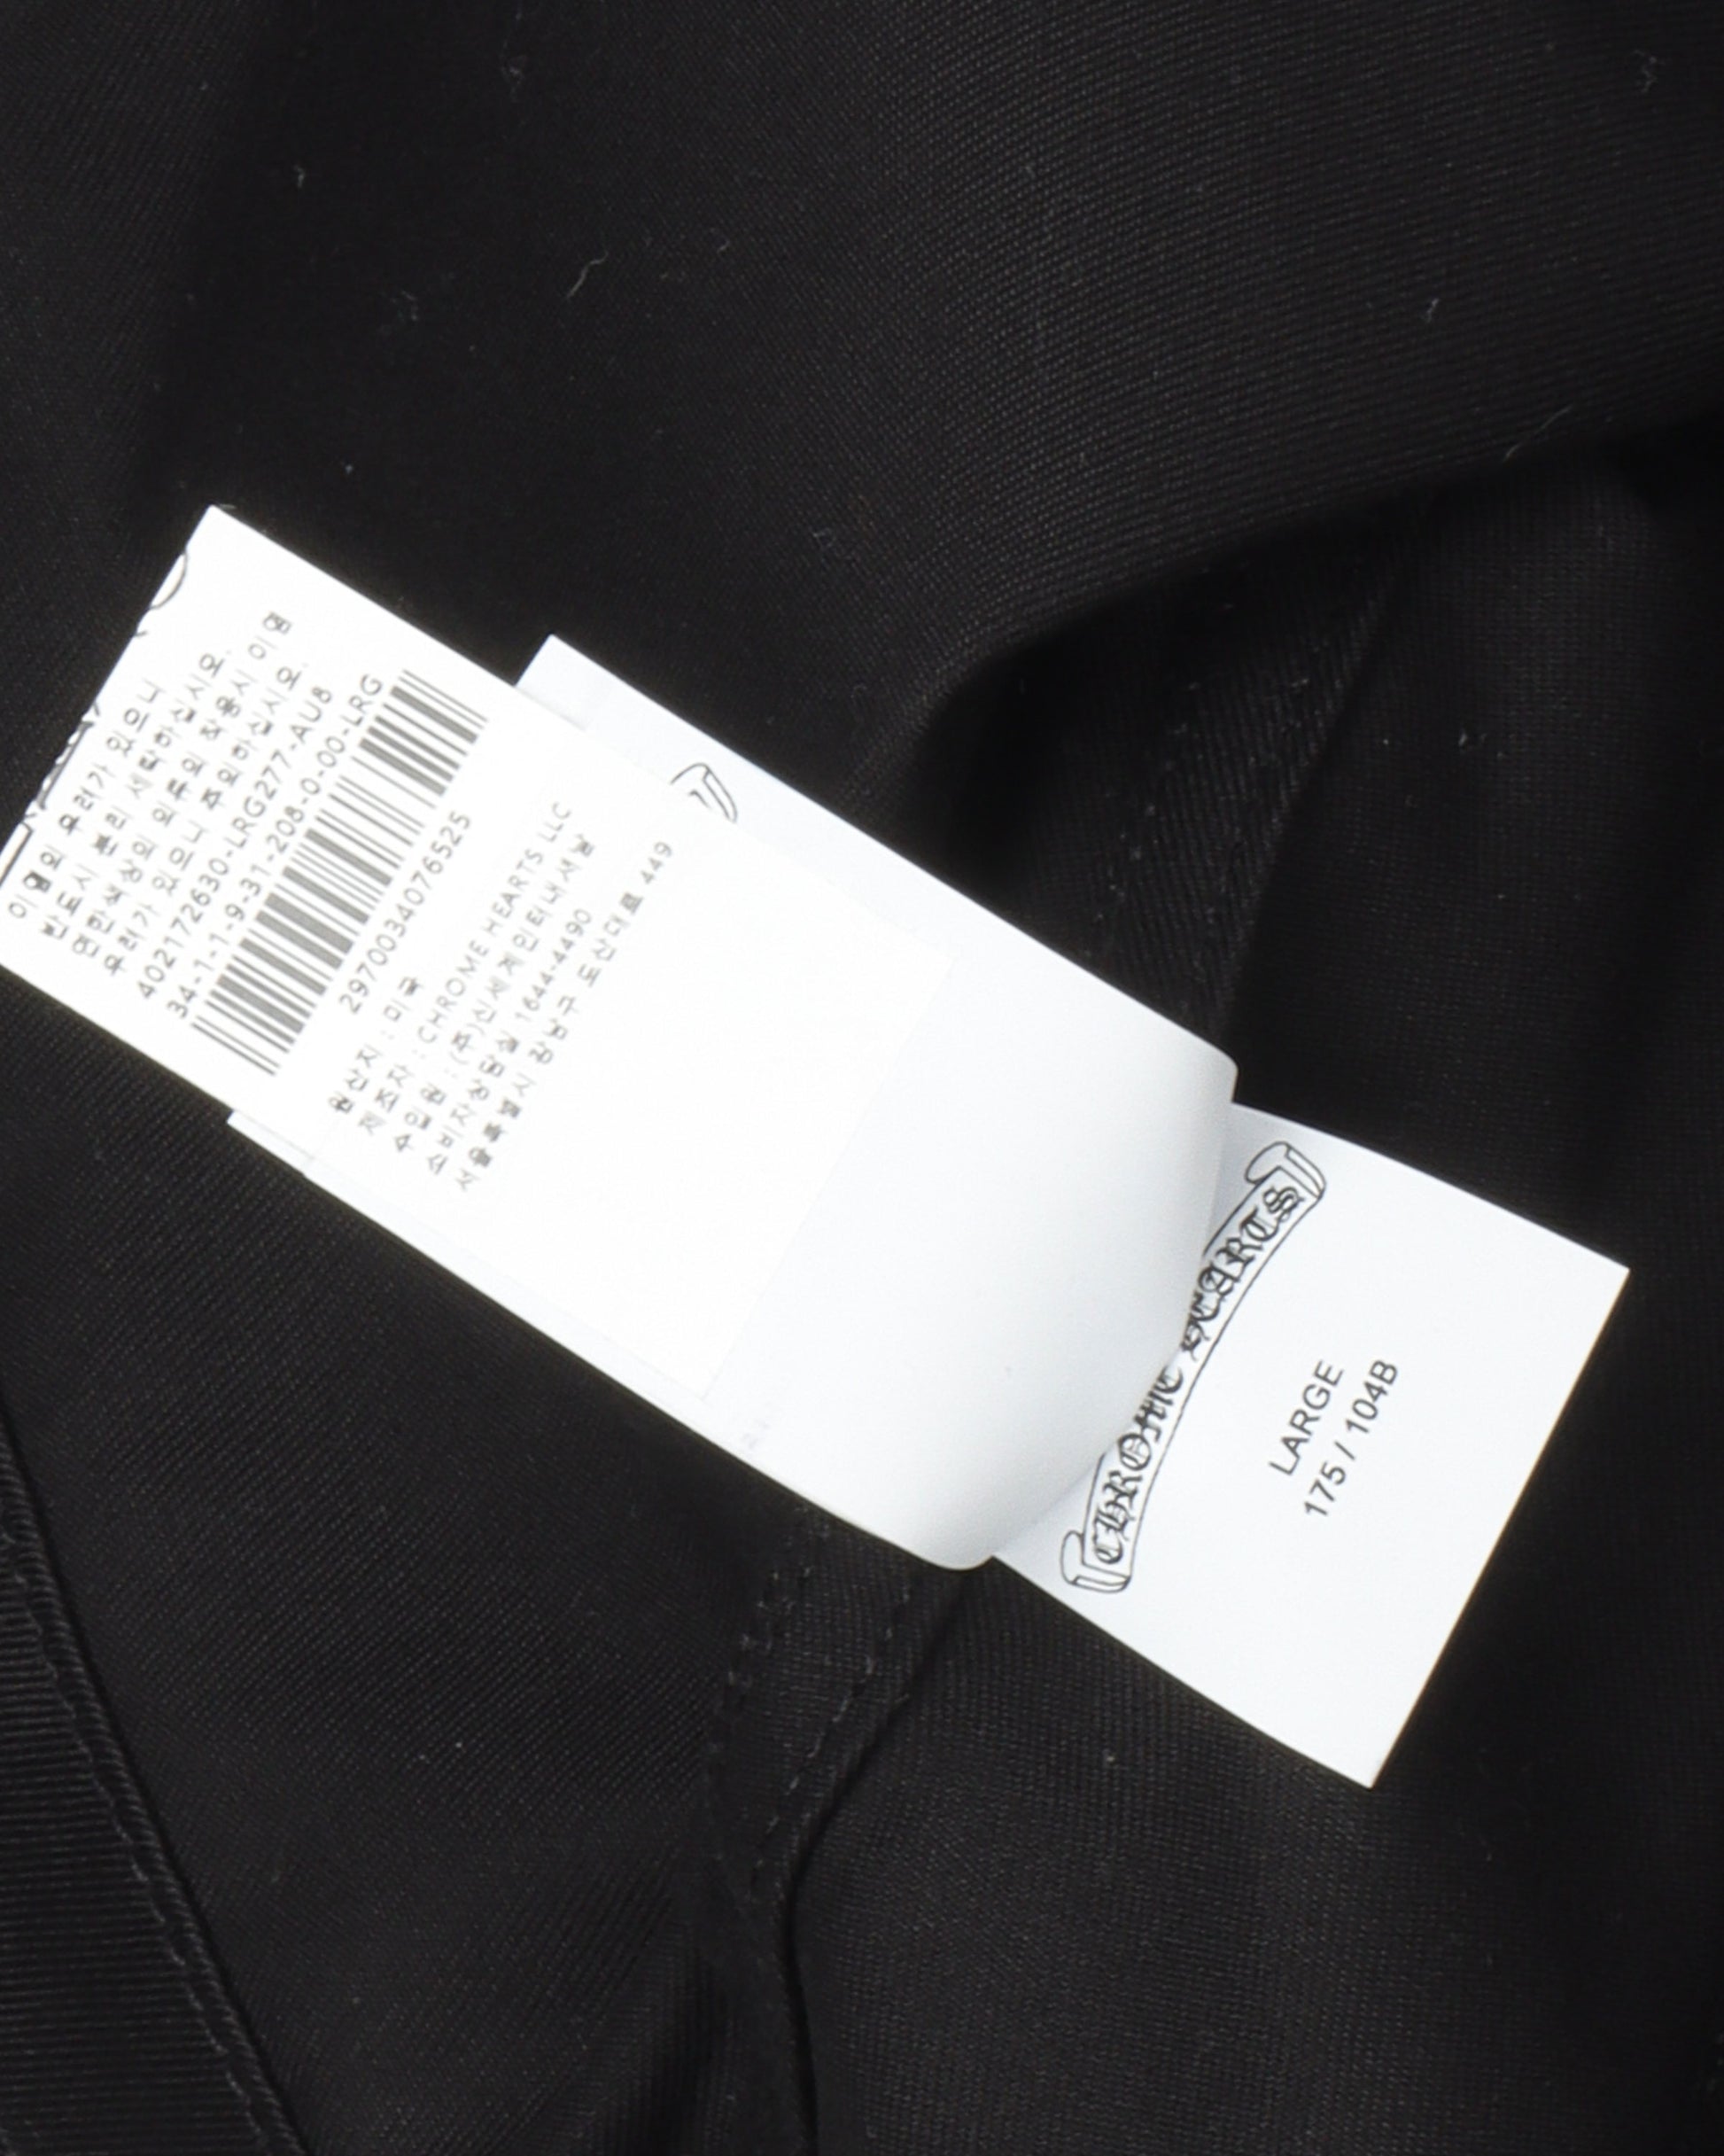 이염의 우려가 있으니
반드시 분리 세탁하십시오.
연한색상의 의류의 착용시 이염
우려가 있으니 주의하십시오.
402172630-LRG277-AU8
34-1-1-9-31-208-0-00-LRG
2970034076525
원산지 : 미국
제조자 : CHROME HEARTS LLC
수입원 : (주)신세계인터내셔날
소비자상담실 1644-4490
서울특별시 강남구 도산대로 449
CHROME HEARTS
LARGE
175 / 104B